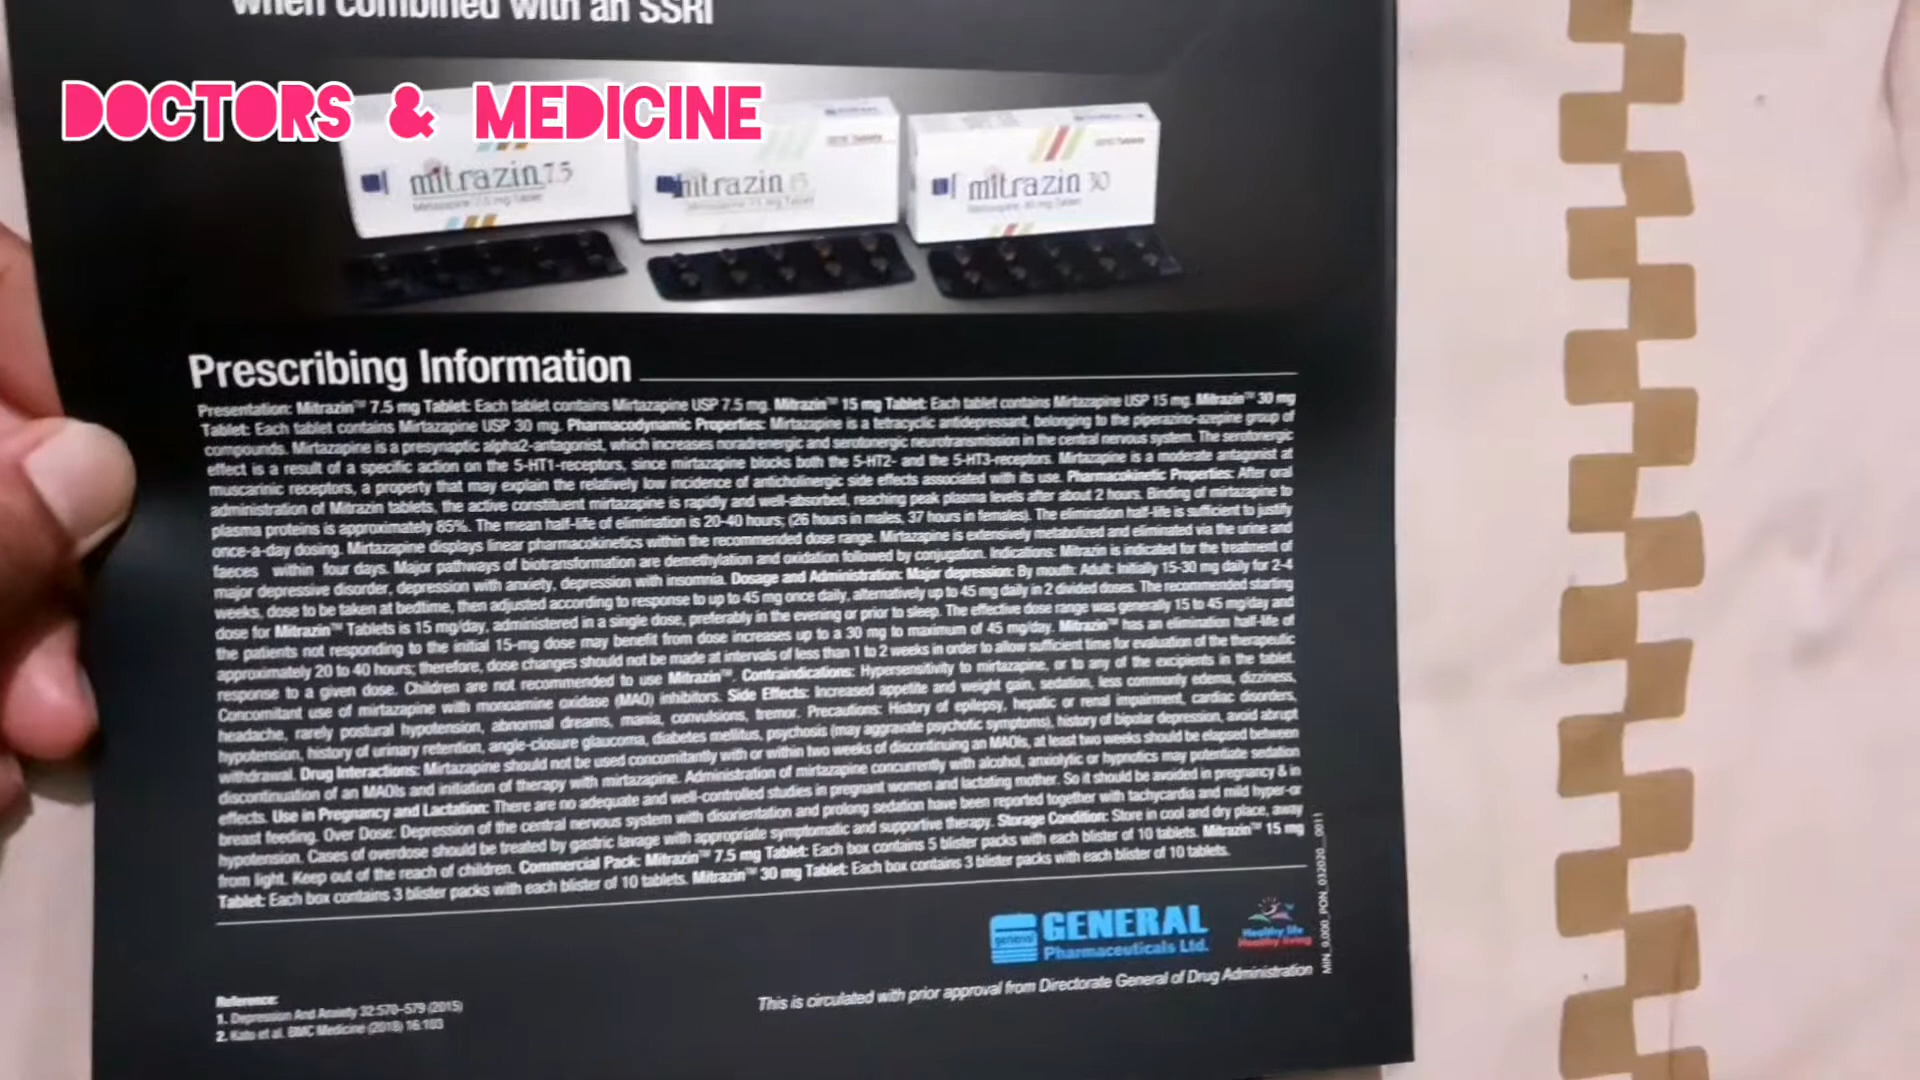 when combined with an SSRI
DOCTORS & MEDICINE
mitrazin 7.5
mitrazin 15
mitrazin 30
Prescribing Information
Presentation: Mitrazin™ 7.5 mg Tablet: Each tablet contains Mirtazapine USP 7.5 mg. Mitrazin™ 15 mg Tablet: Each tablet contains Mirtazapine USP 15 mg. Mitrazin™ 30 mg
Tablet: Each tablet contains Mirtazapine USP 30 mg. Pharmacodynamic Properties: Mirtazapine is a tetracyclic antidepressant, belonging to the piperazino-azepine group of
compounds. Mirtazapine is a presynaptic alpha2-antagonist, which increases noradrenergic and serotonergic neurotransmission in the central nervous system. The serotonergic
effect is a result of a specific action on the 5-HT1-receptors, since mirtazapine blocks both the 5-HT2- and the 5-HT3-receptors. Mirtazapine is a moderate antagonist at
muscarinic receptors, a property that may explain the relatively low incidence of anticholinergic side effects associated with its use. Pharmacokinetic Properties: After oral
administration of Mitrazin tablets, the active constituent mirtazapine is rapidly and well-absorbed, reaching peak plasma levels after about 2 hours. Binding of mirtazapine to
plasma proteins is approximately 85%. The mean half-life of elimination is 20-40 hours; (26 hours in males, 37 hours in females). The elimination half-life is sufficient to justify
once-a-day dosing. Mirtazapine displays linear pharmacokinetics within the recommended dose range. Mirtazapine is extensively metabolized and eliminated via the urine and
faeces within four days. Major pathways of biotransformation are demethylation and oxidation followed by conjugation. Indications: Mitrazin is indicated for the treatment of
major depressive disorder, depression with anxiety, depression with insomnia. Dosage and Administration: Major depression: By mouth: Adult: Initially 15-30 mg daily for 2-4
weeks, dose to be taken at bedtime, then adjusted according to response to up to 45 mg once daily, alternatively up to 45 mg daily in 2 divided doses. The recommended starting
dose for Mitrazin™ Tablets is 15 mg/day, administered in a single dose, preferably in the evening or prior to sleep. The effective dose range was generally 15 to 45 mg/day and
the patients not responding to the initial 15-mg dose may benefit from dose increases up to a 30 mg to maximum of 45 mg/day. Mitrazin™ has an elimination half-life of
approximately 20 to 40 hours; therefore, dose changes should not be made at intervals of less than 1 to 2 weeks in order to allow sufficient time for evaluation of the therapeutic
response to a given dose. Children are not recommended to use Mitrazin™. Contraindications: Hypersensitivity to mirtazapine, or to any of the excipients in the tablet.
Concomitant use of mirtazapine with monoamine oxidase (MAO) inhibitors. Side Effects: Increased appetite and weight gain, sedation, less commonly edema, dizziness,
headache, rarely postural hypotension, abnormal dreams, mania, convulsions, tremor. Precautions: History of epilepsy, hepatic or renal impairment, cardiac disorders,
hypotension, history of urinary retention, angle-closure glaucoma, diabetes mellitus, psychosis (may aggravate psychotic symptoms), history of bipolar depression, avoid abrupt
withdrawal. Drug Interactions: Mirtazapine should not be used concomitantly with or within two weeks of discontinuing an MAOIs, at least two weeks should be elapsed between
discontinuation of an MAOIs and initiation of therapy with mirtazapine. Administration of mirtazapine concurrently with alcohol, anxiolytic or hypnotics may potentiate sedation
effects. Use in Pregnancy and Lactation: There are no adequate and well-controlled studies in pregnant women and lactating mother. So it should be avoided in pregnancy & in
breast feeding. Over Dose: Depression of the central nervous system with disorientation and prolong sedation have been reported together with tachycardia and mild hyper-or
hypotension. Cases of overdose should be treated by gastric lavage with appropriate symptomatic and supportive therapy. Storage Condition: Store in cool and dry place, away
from light. Keep out of the reach of children. Commercial Pack: Mitrazin™ 7.5 mg Tablet: Each box contains 5 blister packs with each blister of 10 tablets. Mitrazin™ 15 mg
Tablet: Each box contains 3 blister packs with each blister of 10 tablets. Mitrazin™ 30 mg Tablet: Each box contains 3 blister packs with each blister of 10 tablets.
general
GENERAL
Pharmaceuticals Ltd.
Healthy life
Healthy living
MIN_9,000_PON_032020_0011
This is circulated with prior approval from Directorate General of Drug Administration
Reference:
1. Depression And Anxiety 32:570–579 (2015)
2. Kato et al. BMC Medicine (2018) 16:103